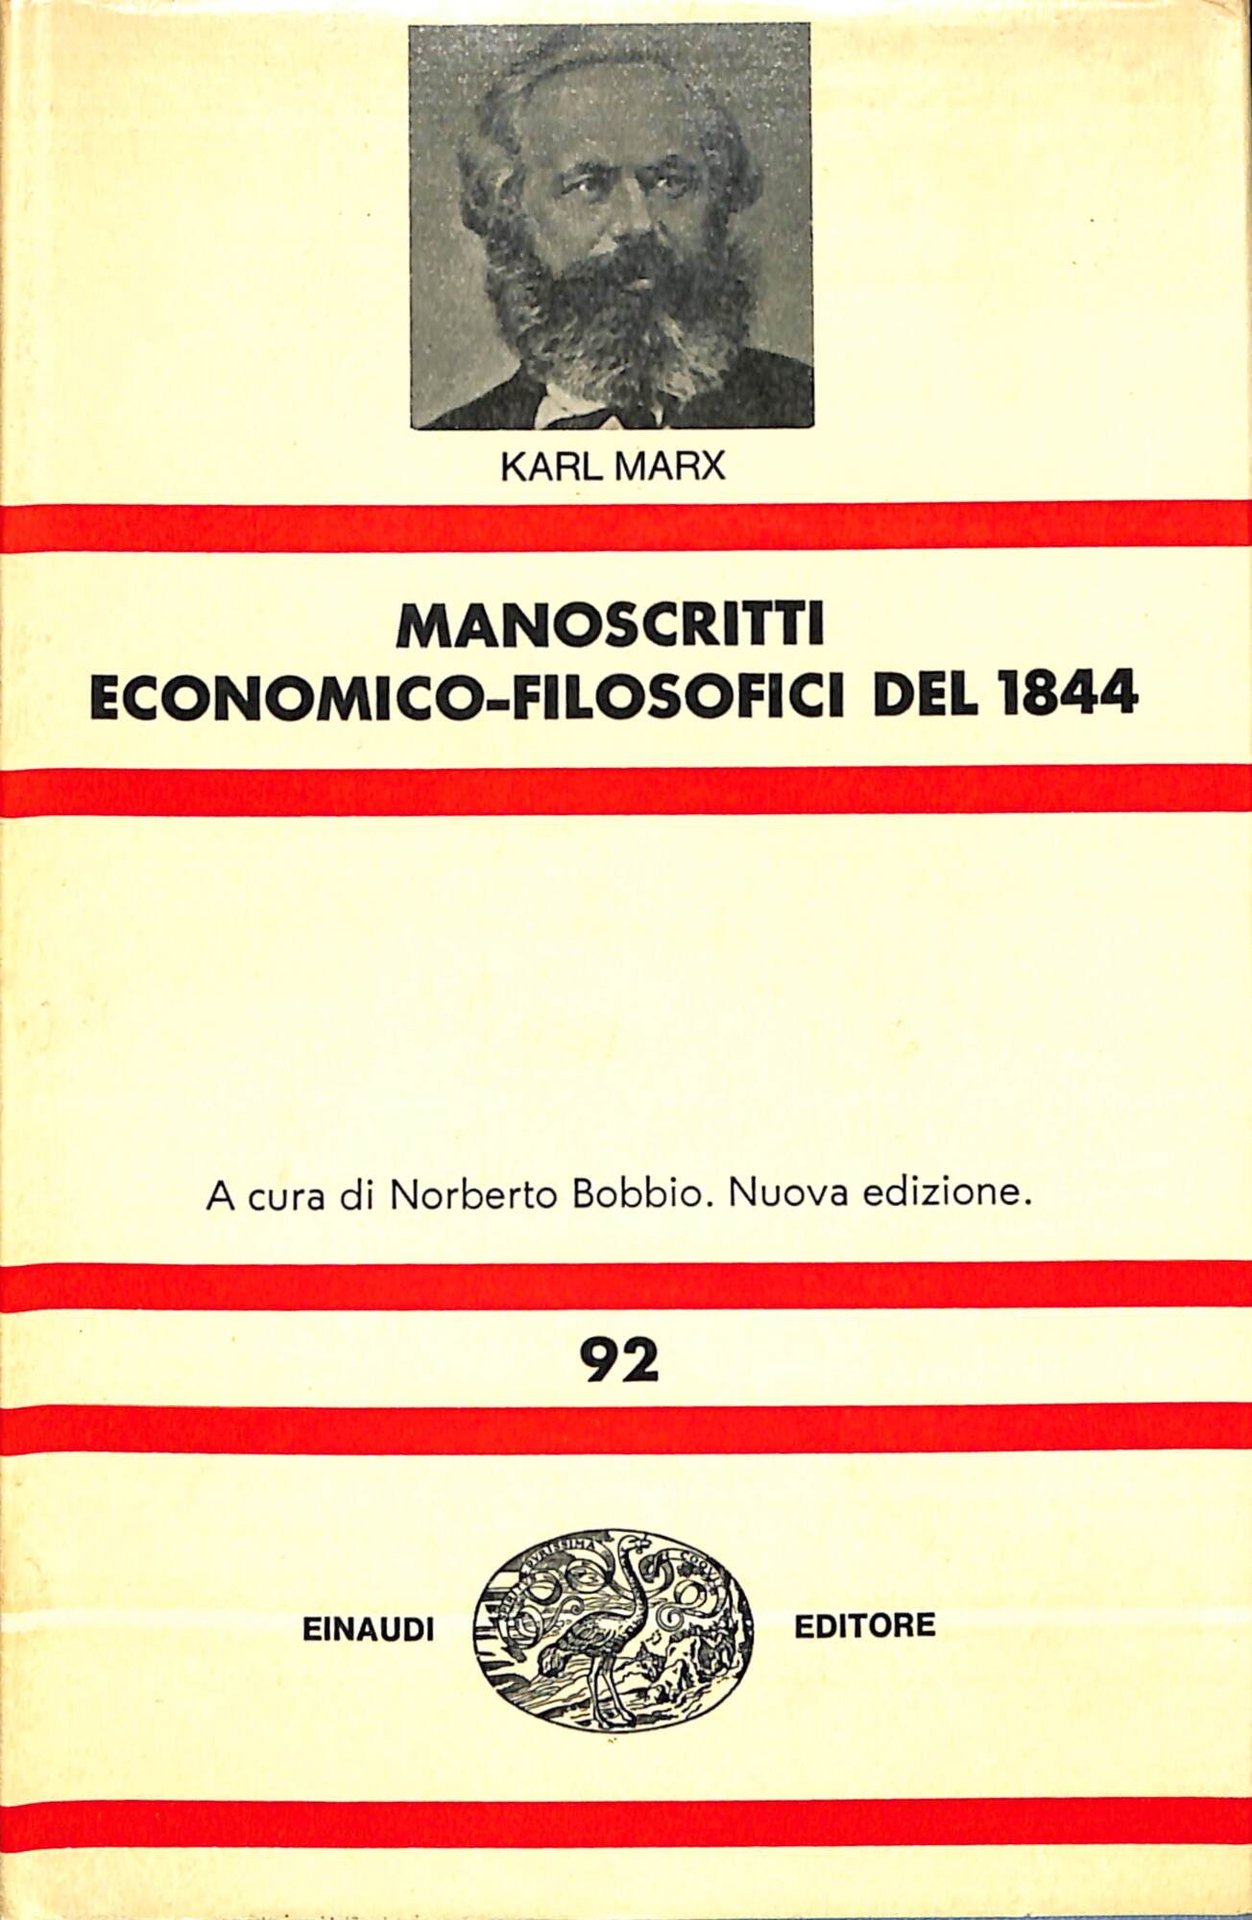 KARL MARX
MANOSCRITTI
ECONOMICO-FILOSOFICI DEL 1844
A cura di Norberto Bobbio. Nuova edizione.
92
EINAUDI
EDITORE